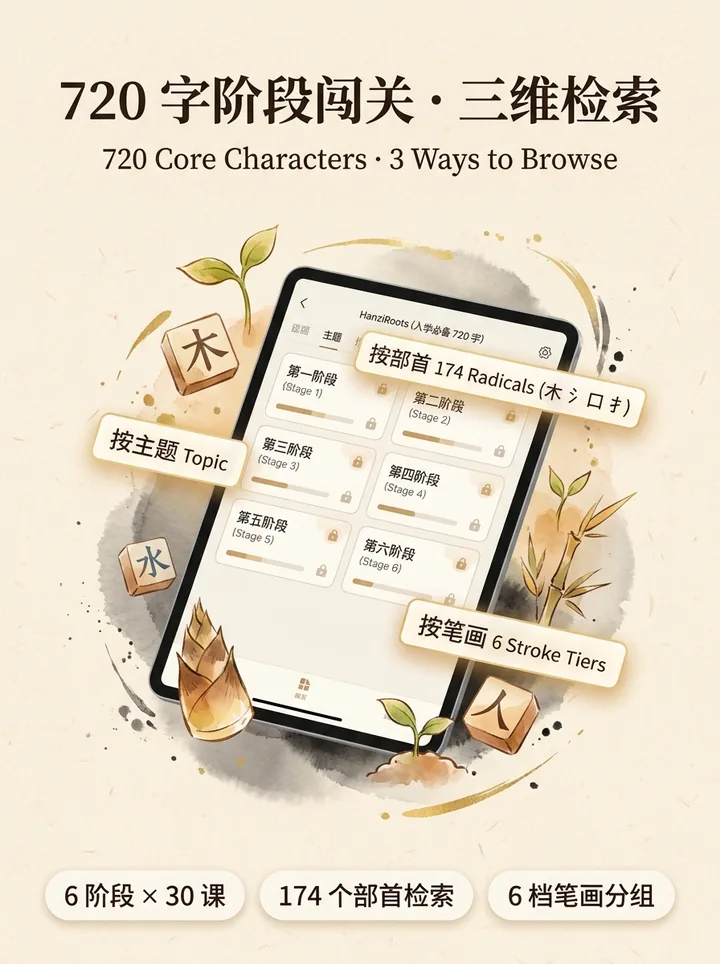 720 字阶段闯关 · 三维检索
720 Core Characters · 3 Ways to Browse
HanziRoots (入学必备 720 字)
主题
按部首 174 Radicals (木 氵 口 扌)
第一阶段
(Stage 1)
第二阶段
(Stage 2)
木
按主题 Topic
第三阶段
(Stage 3)
第四阶段
(Stage 4)
第五阶段
(Stage 5)
第六阶段
(Stage 6)
水
按笔画 6 Stroke Tiers
人
6 阶段 × 30 课
174 个部首检索
6 档笔画分组